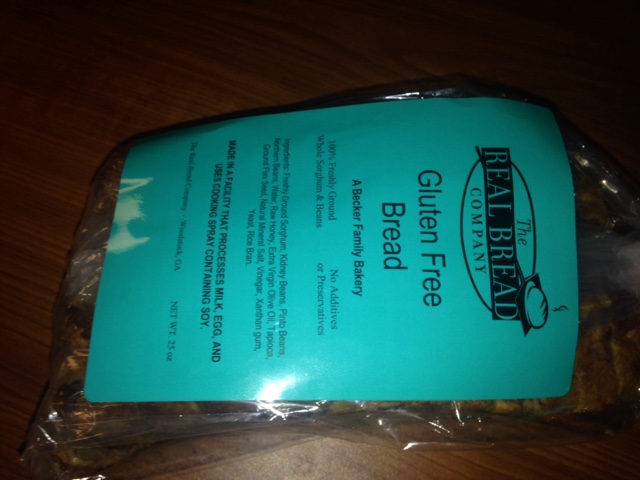 The
REAL BREAD
COMPANY
Gluten Free
Bread
A Becker Family Bakery
100% Freshly Ground
Whole Sorghum & Beans
No Additives
or Preservatives
Ingredients: Freshly Ground Sorghum, Kidney Beans, Pinto Beans,
Northern Beans, Water, Raw Honey, Extra Virgin Olive Oil, Tapioca,
Ground Flax Seed, Natural Mineral Salt, Vinegar, Xanthan gum,
Yeast, Rice Bran.
MADE IN A FACILITY THAT PROCESSES MILK, EGG, AND
USES COOKING SPRAY CONTAINING SOY.
The Real Bread Company - Woodstock, GA
NET WT. 25 oz